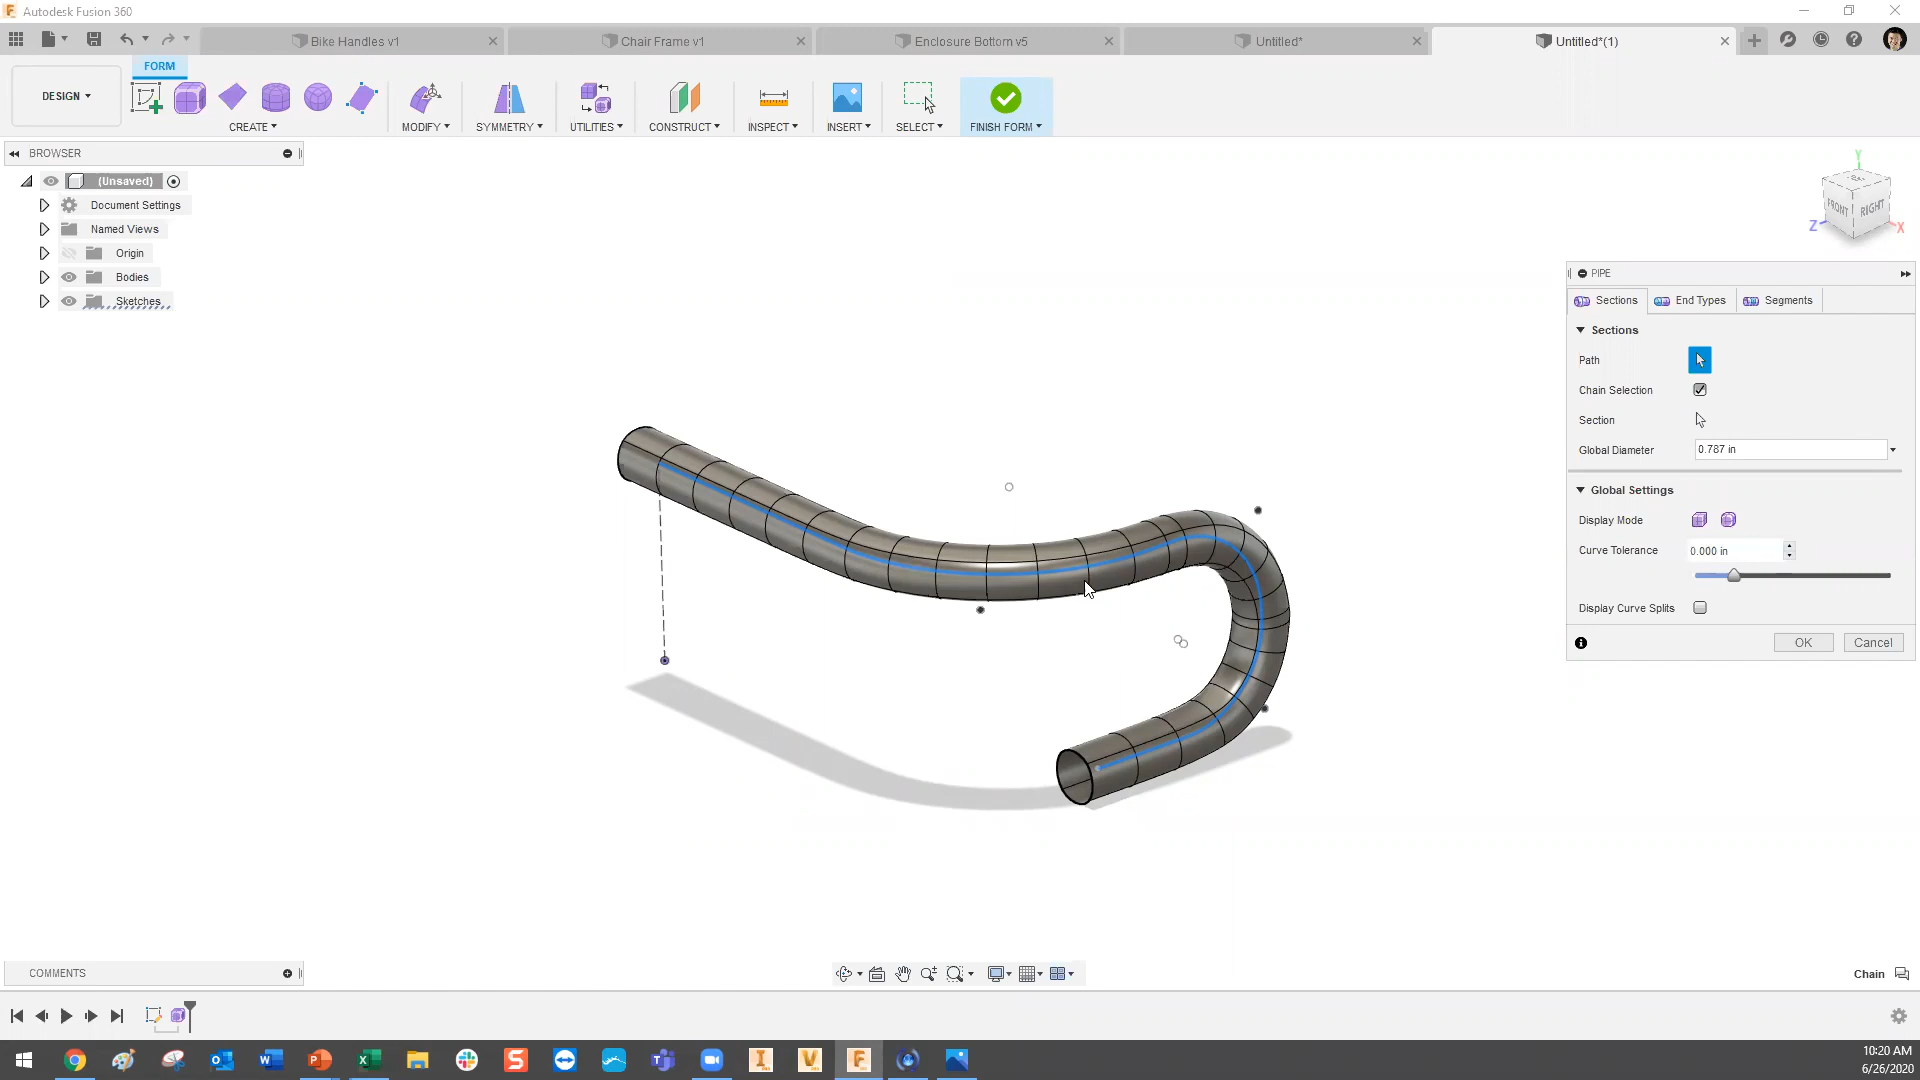 Autodesk Fusion 360
Bike Handles v1
Chair Frame v1
Enclosure Bottom v5
Untitled*
Untitled*(1)
DESIGN
FORM
CREATE
MODIFY
SYMMETRY
UTILITIES
CONSTRUCT
INSPECT
INSERT
SELECT
FINISH FORM
BROWSER
(Unsaved)
Document Settings
Named Views
Origin
Bodies
Sketches
Y
FRONT
RIGHT
Z
X
PIPE
Sections
End Types
Segments
Sections
Path
Chain Selection
Section
Global Diameter
0.787 in
Global Settings
Display Mode
Curve Tolerance
0.000 in
Display Curve Splits
OK
Cancel
COMMENTS
Chain
10:20 AM
6/26/2020